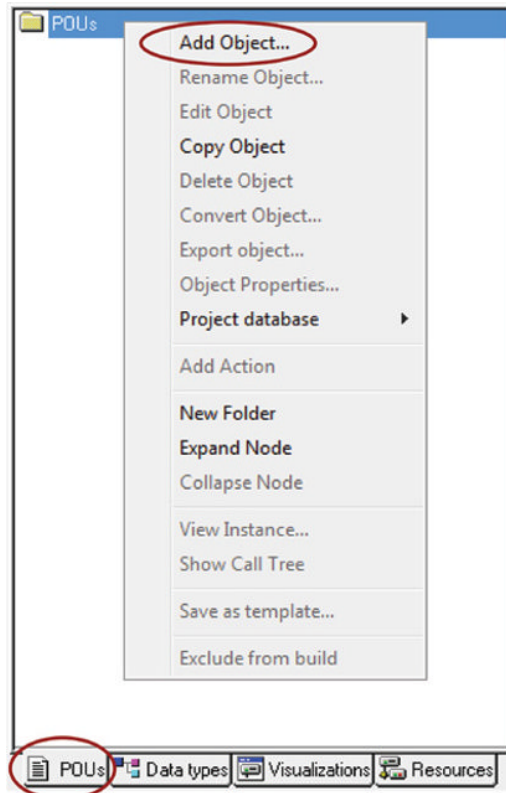 POUs
Add Object...
Rename Object...
Edit Object
Copy Object
Delete Object
Convert Object...
Export object...
Object Properties...
Project database
Add Action
New Folder
Expand Node
Collapse Node
View Instance...
Show Call Tree
Save as template...
Exclude from build
POUs Data types Visualizations Resources